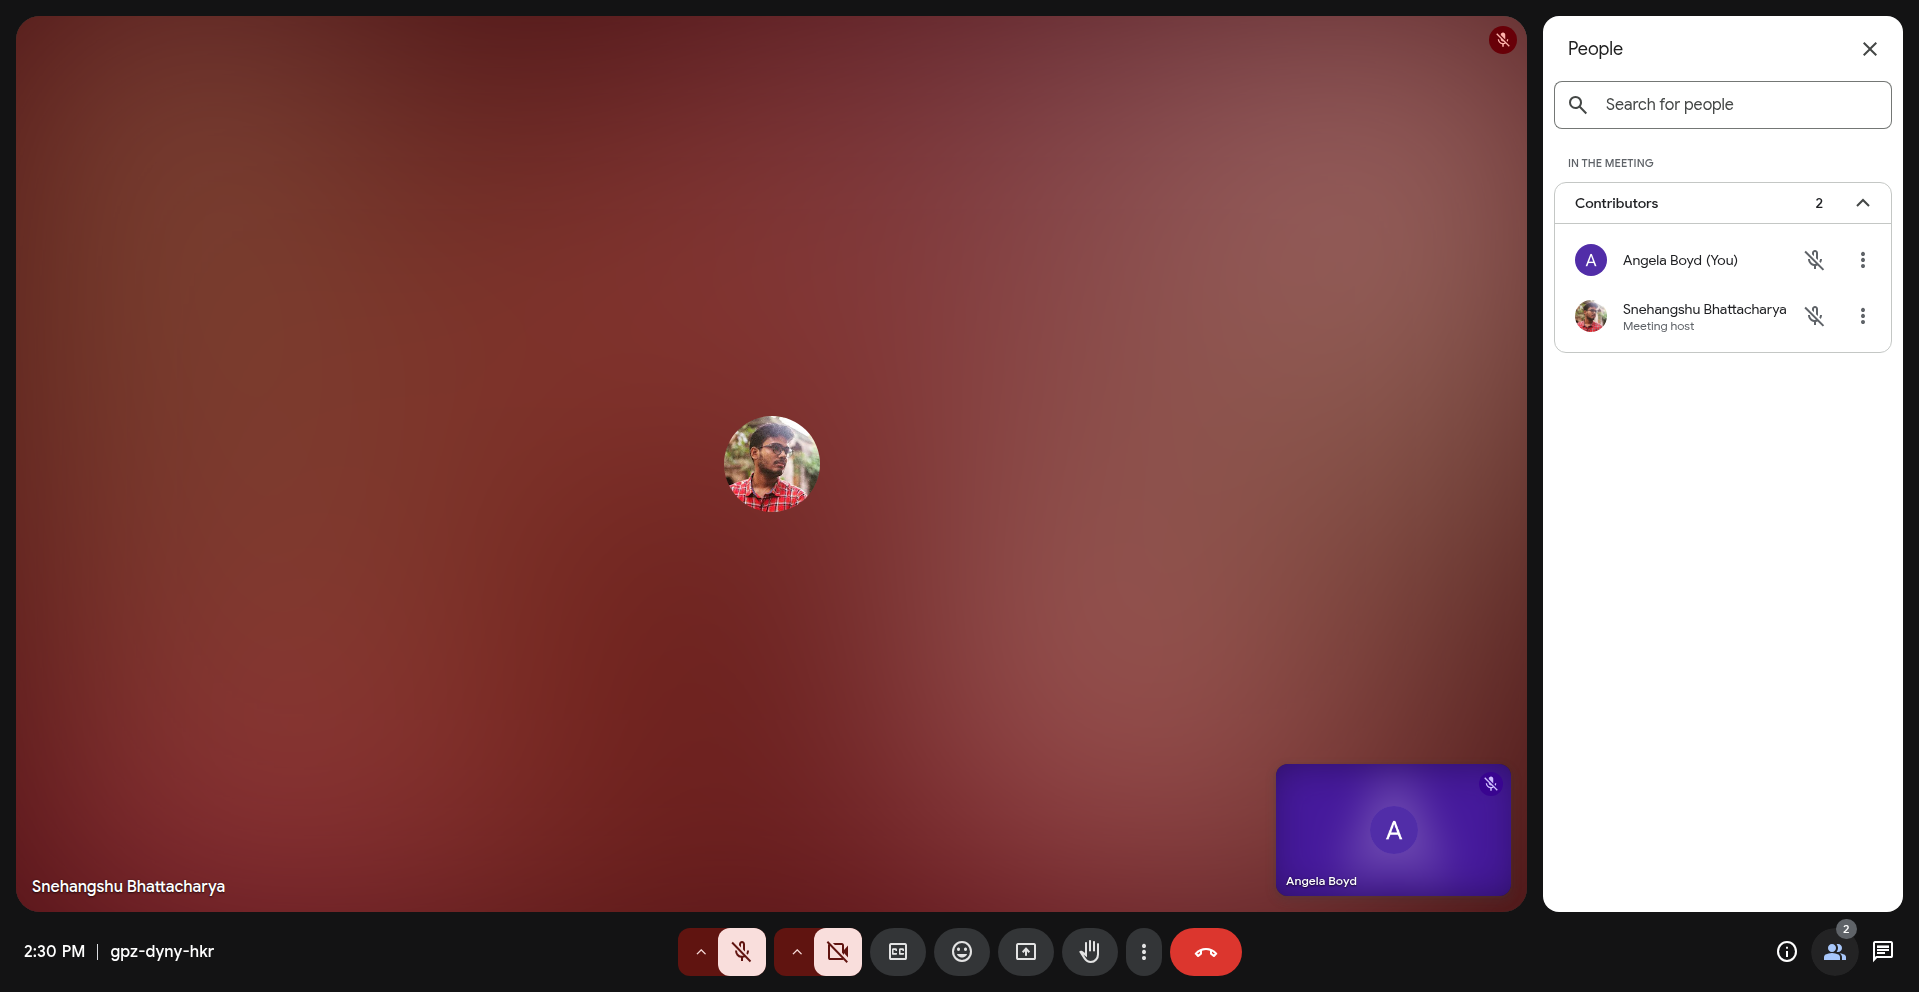 Snehangshu Bhattacharya
A
Angela Boyd
People
Search for people
IN THE MEETING
Contributors 2
A Angela Boyd (You)
Snehangshu Bhattacharya
Meeting host
2:30 PM | gpz-dyny-hkr
CC
2